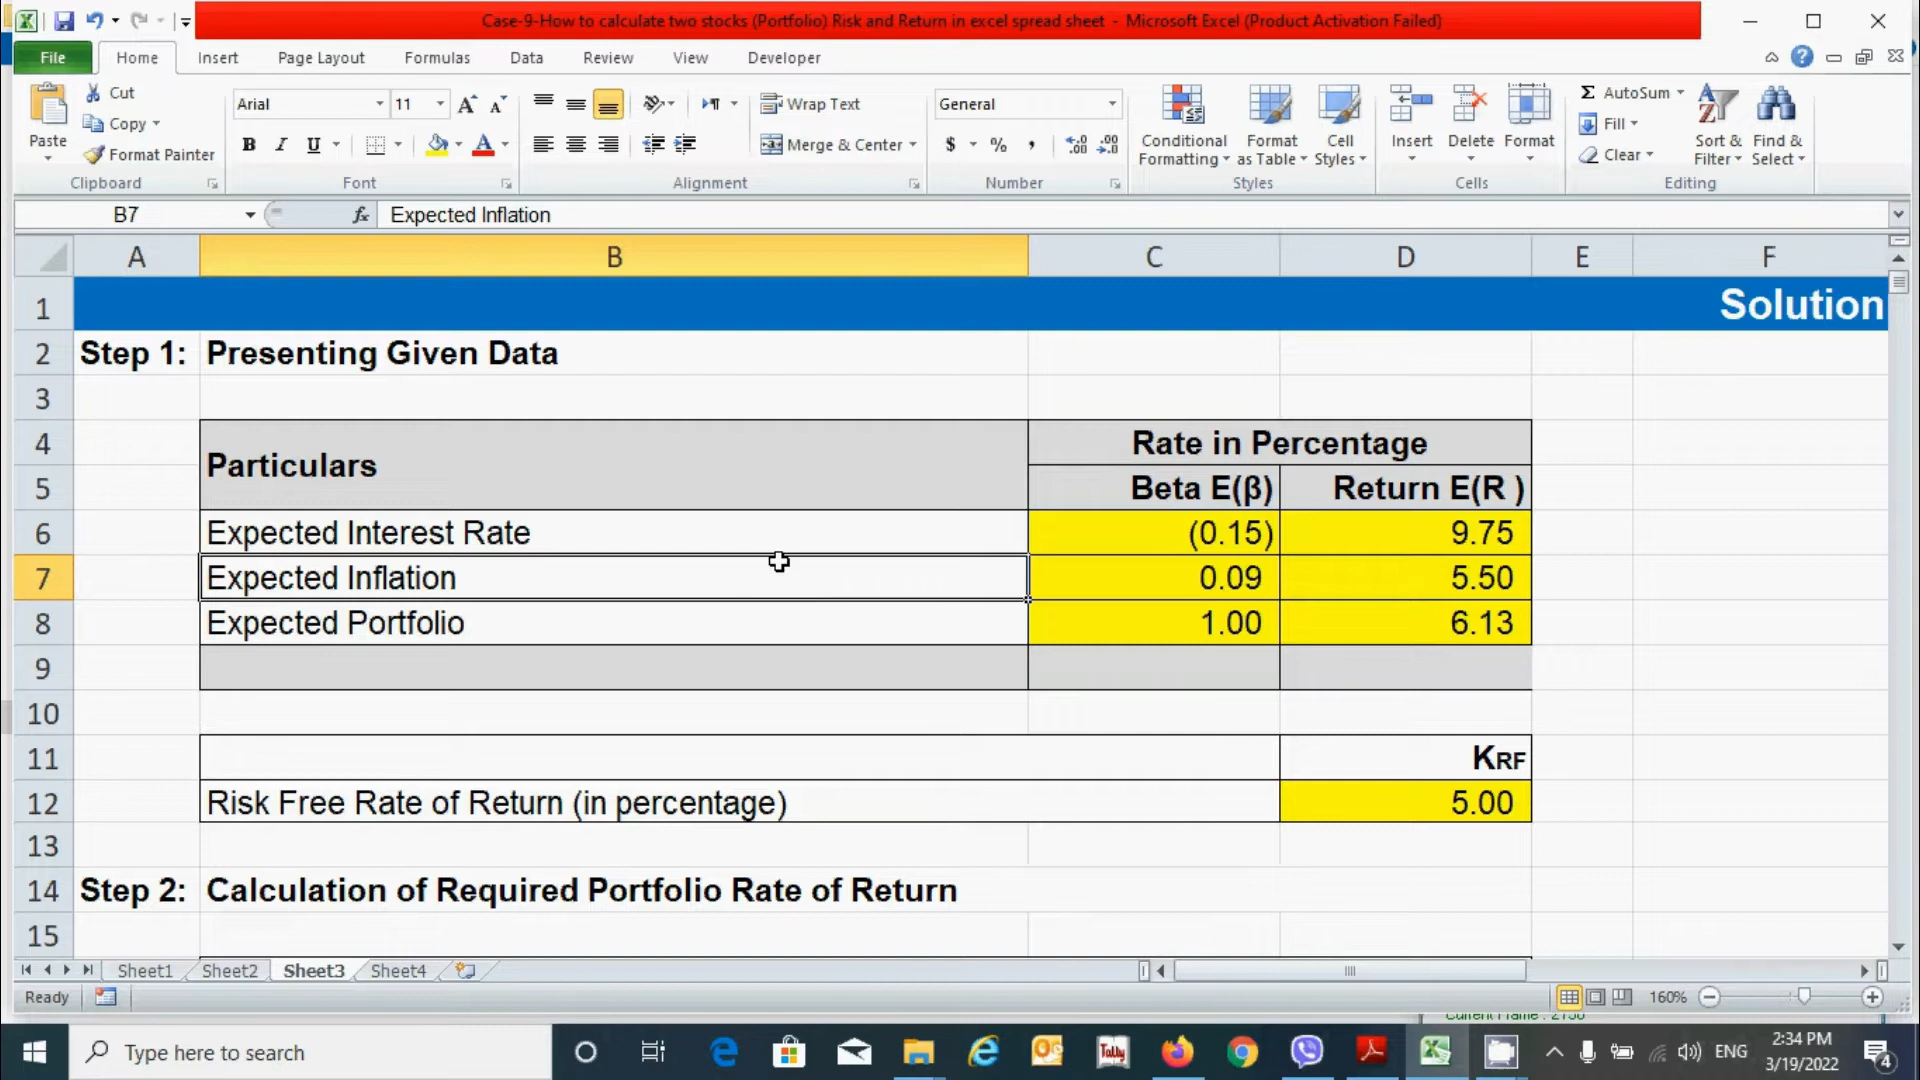 Case-9-How to calculate two stocks (Portfolio) Risk and Return in excel spread sheet - Microsoft Excel (Product Activation Failed)
File Home Insert Page Layout Formulas Data Review View Developer
Paste
Cut
Copy
Format Painter
Clipboard
Arial 11
B I U
Font
Wrap Text
Merge & Center
Alignment
General
$ % ,
Number
Conditional Formatting
Format as Table
Cell Styles
Styles
Insert Delete Format
Cells
Σ AutoSum
Fill
Clear
Sort & Filter
Find & Select
Editing
B7 fx Expected Inflation
A B C D E F
1 Solution
2 Step 1: Presenting Given Data
3
4 Particulars Rate in Percentage
5 Beta E(β) Return E(R )
6 Expected Interest Rate (0.15) 9.75
7 Expected Inflation 0.09 5.50
8 Expected Portfolio 1.00 6.13
9
10
11 KRF
12 Risk Free Rate of Return (in percentage) 5.00
13
14 Step 2: Calculation of Required Portfolio Rate of Return
15
Sheet1 Sheet2 Sheet3 Sheet4
Ready 160%
Type here to search
Tally
ENG
2:34 PM
3/19/2022
4